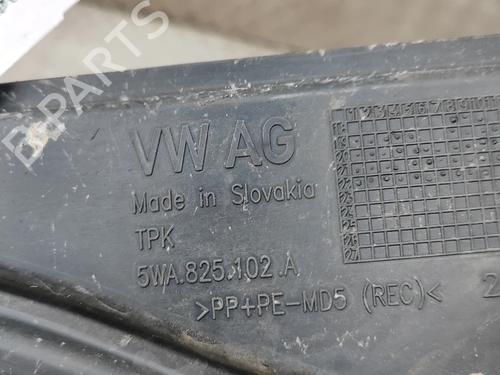 B-PARTS
VW AG
Made in Slovakia
TPK
5WA.825.102.A
>PP+PE-MD5 (REC)<